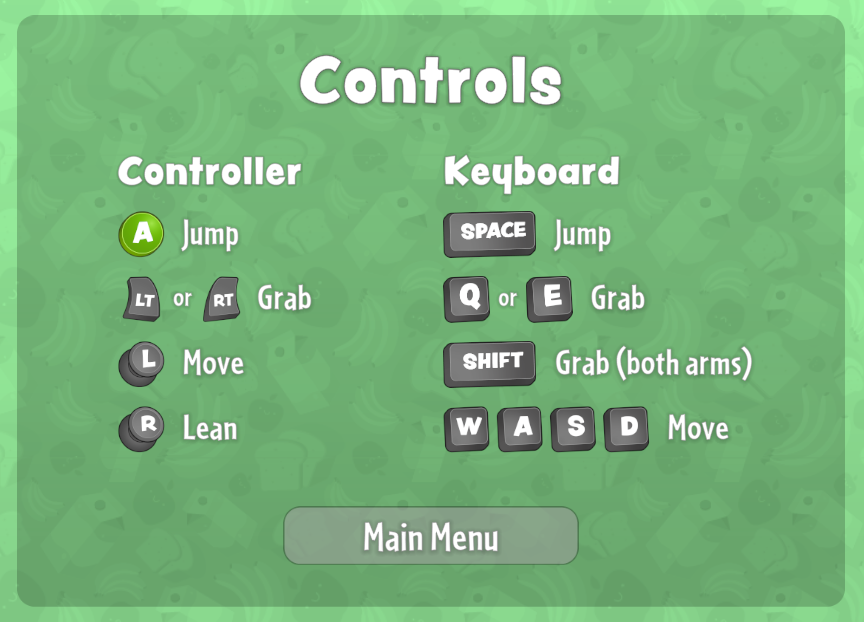 Controls
Controller
A Jump
LT or RT Grab
L Move
R Lean
Keyboard
SPACE Jump
Q or E Grab
SHIFT Grab (both arms)
W A S D Move
Main Menu